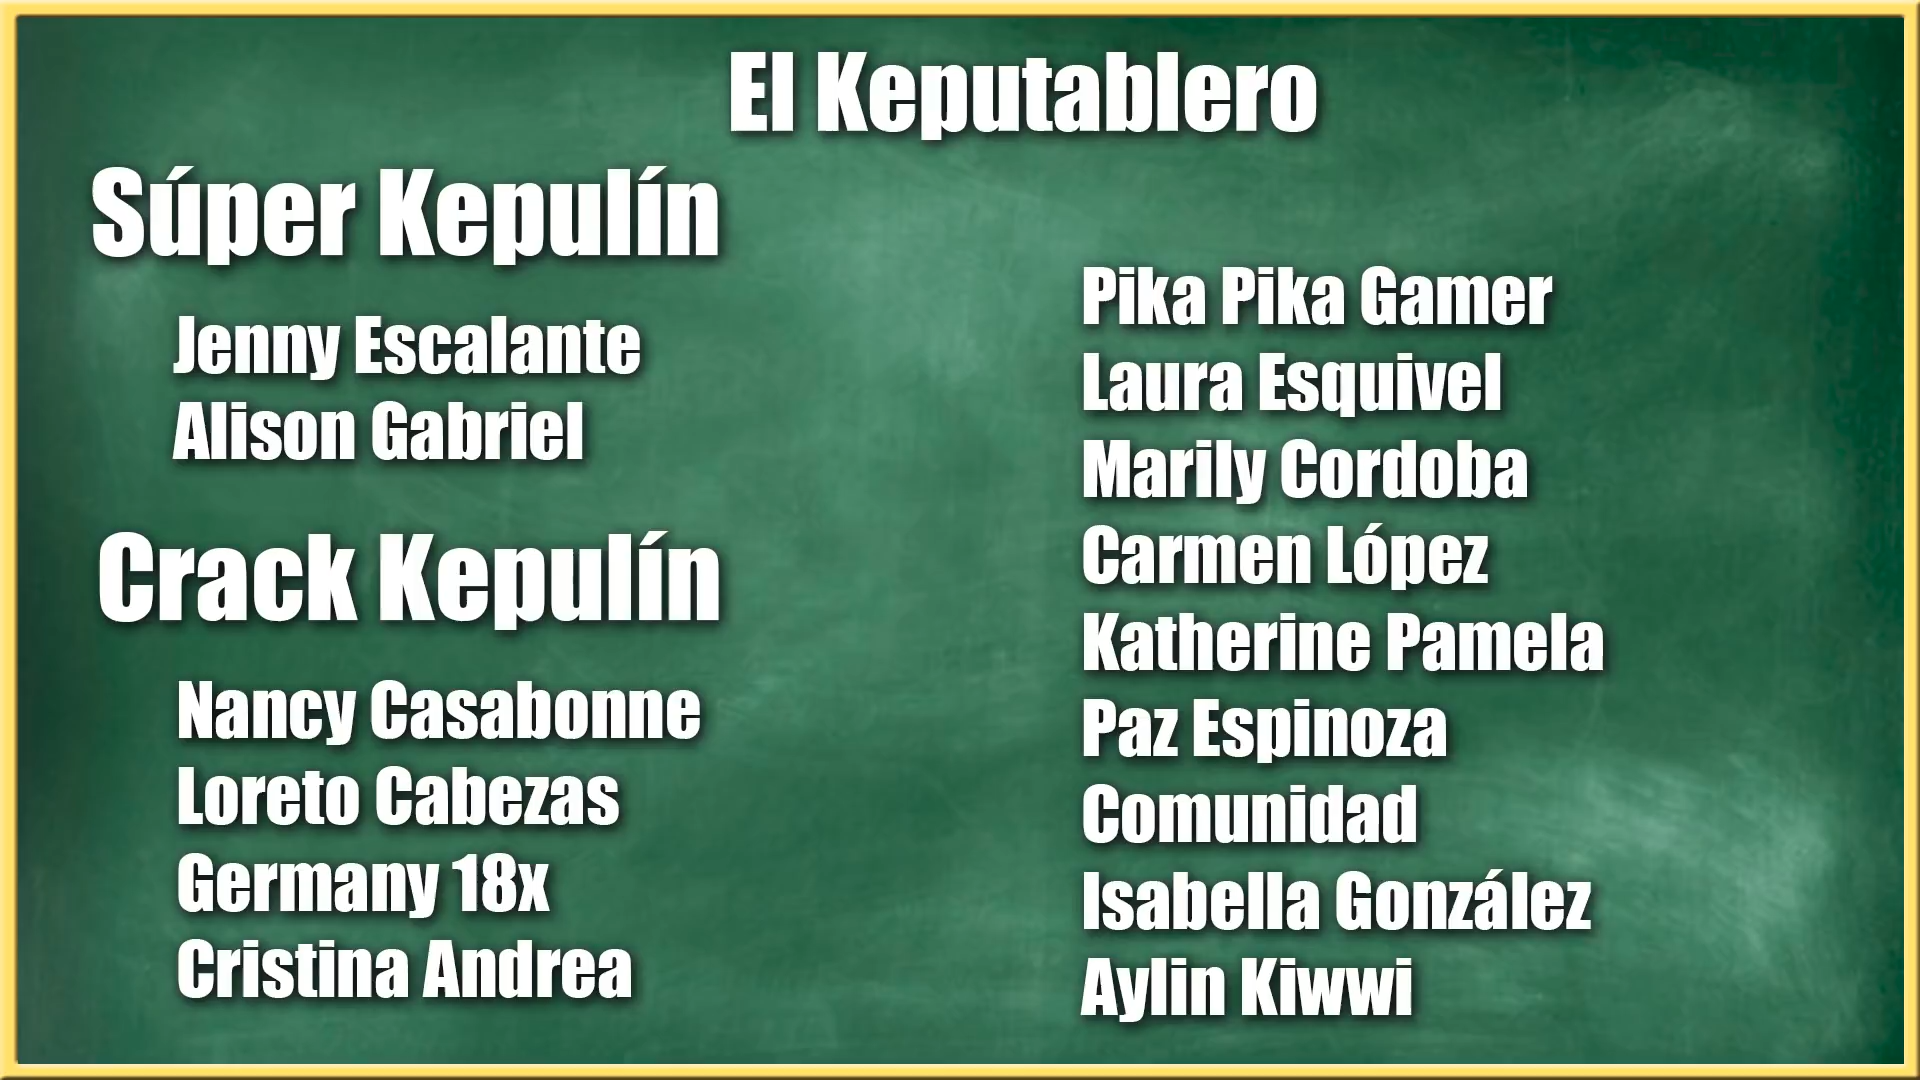 El Keputablero
Súper Kepulín
Jenny Escalante
Alison Gabriel
Crack Kepulín
Nancy Casabonne
Loreto Cabezas
Germany 18x
Cristina Andrea
Pika Pika Gamer
Laura Esquivel
Marily Cordoba
Carmen López
Katherine Pamela
Paz Espinoza
Comunidad
Isabella González
Aylin Kiwwi